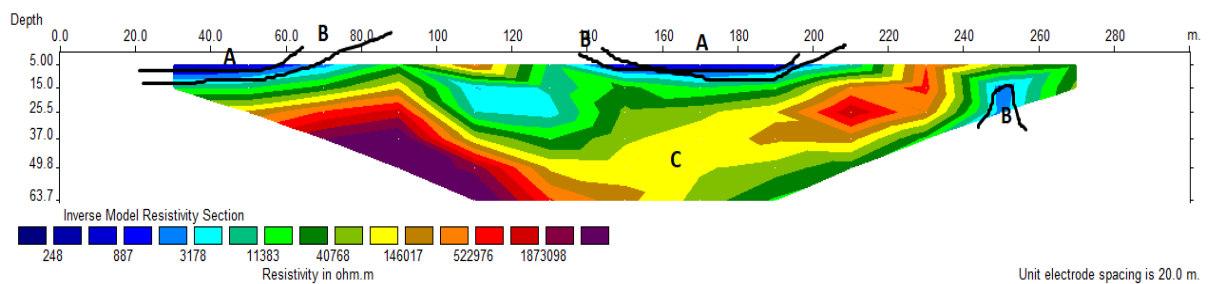 Depth
0.0 20.0 40.0 60.0 80.0 100 120 140 160 180 200 220 240 260 280 m.
A B B A
5.00
15.0
25.5
37.0
49.8
63.7
C
B
Inverse Model Resistivity Section
248 887 3178 11383 40768 146017 522976 1873098
Resistivity in ohm.m
Unit electrode spacing is 20.0 m.